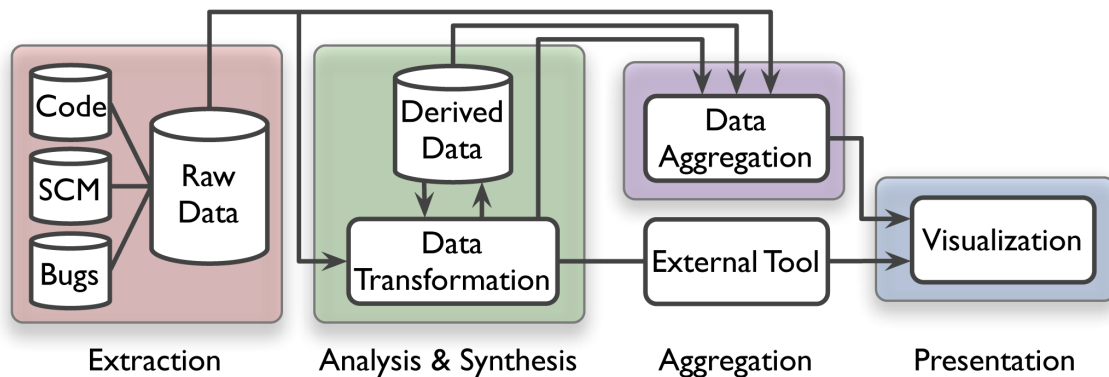 Code
SCM
Bugs
Raw
Data
Derived
Data
Data
Transformation
Data
Aggregation
External Tool
Visualization
Extraction
Analysis & Synthesis
Aggregation
Presentation